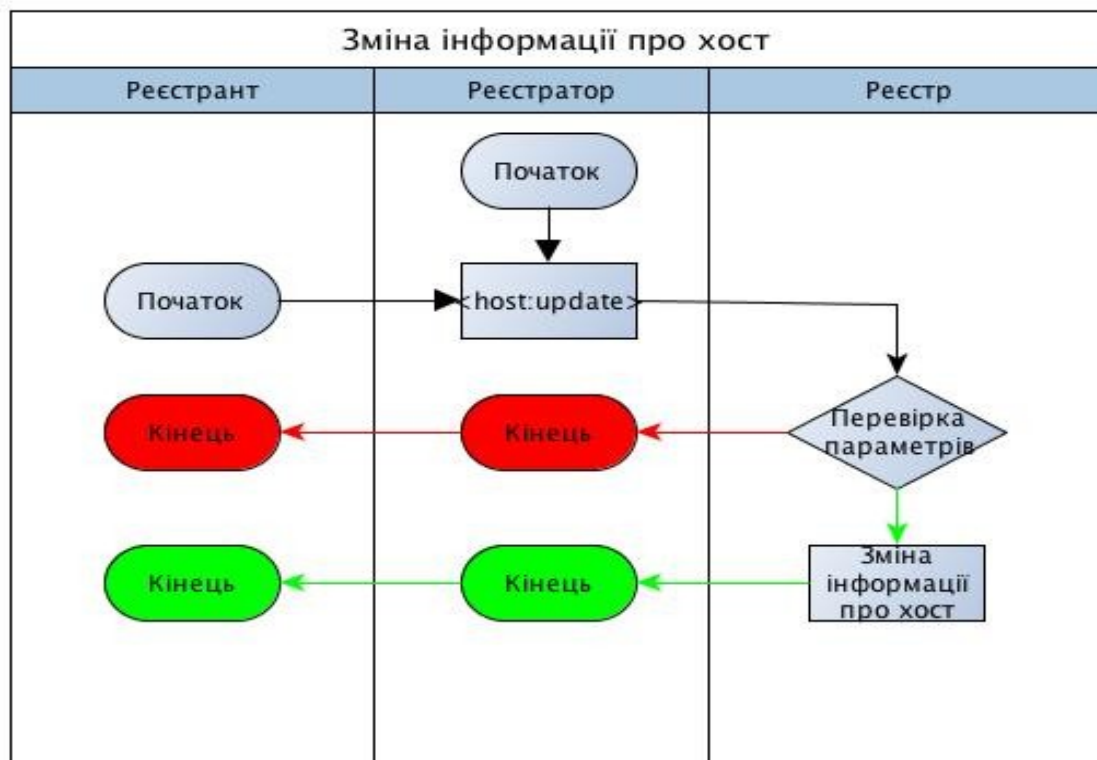 Зміна інформації про хост
Реєстрант
Реєстратор
Реєстр
Початок
Початок
<host:update>
Перевірка
параметрів
Кінець
Кінець
Кінець
Кінець
Зміна
інформації
про хост